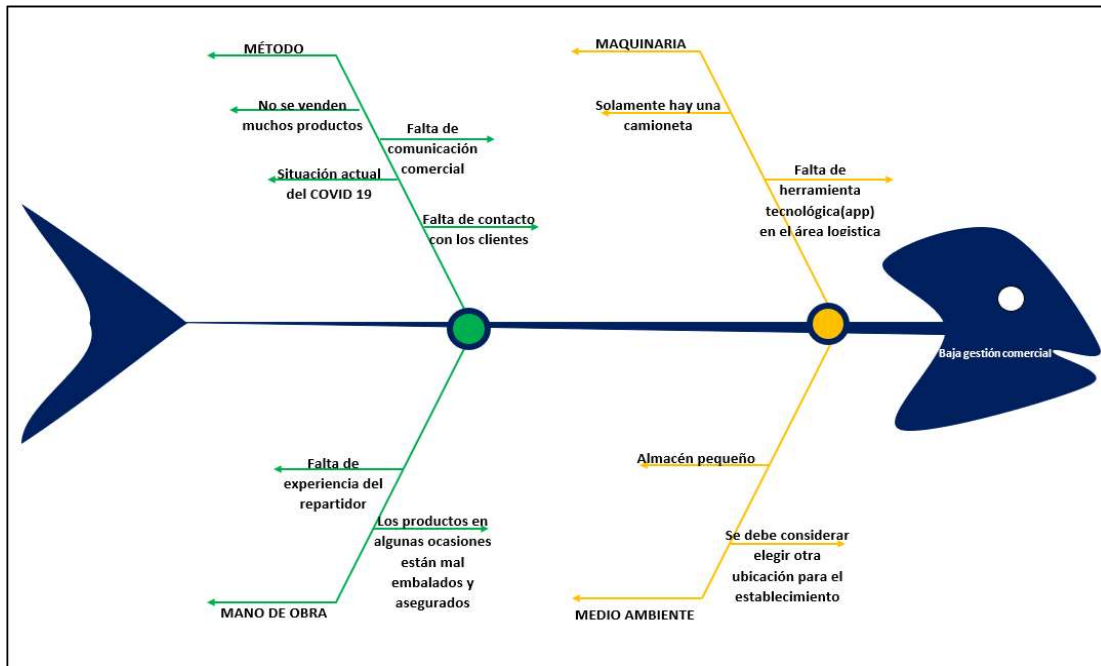 MÉTODO
No se venden
muchos productos
Falta de
comunicación
comercial
Situación actual
del COVID 19
Falta de contacto
con los clientes
MAQUINARIA
Solamente hay una
camioneta
Falta de
herramienta
tecnológica(app)
en el área logistica
Baja gestión comercial
Falta de
experiencia del
repartidor
Los productos en
algunas ocasiones
están mal
embalados y
asegurados
MANO DE OBRA
Almacén pequeño
Se debe considerar
elegir otra
ubicación para el
establecimiento
MEDIO AMBIENTE